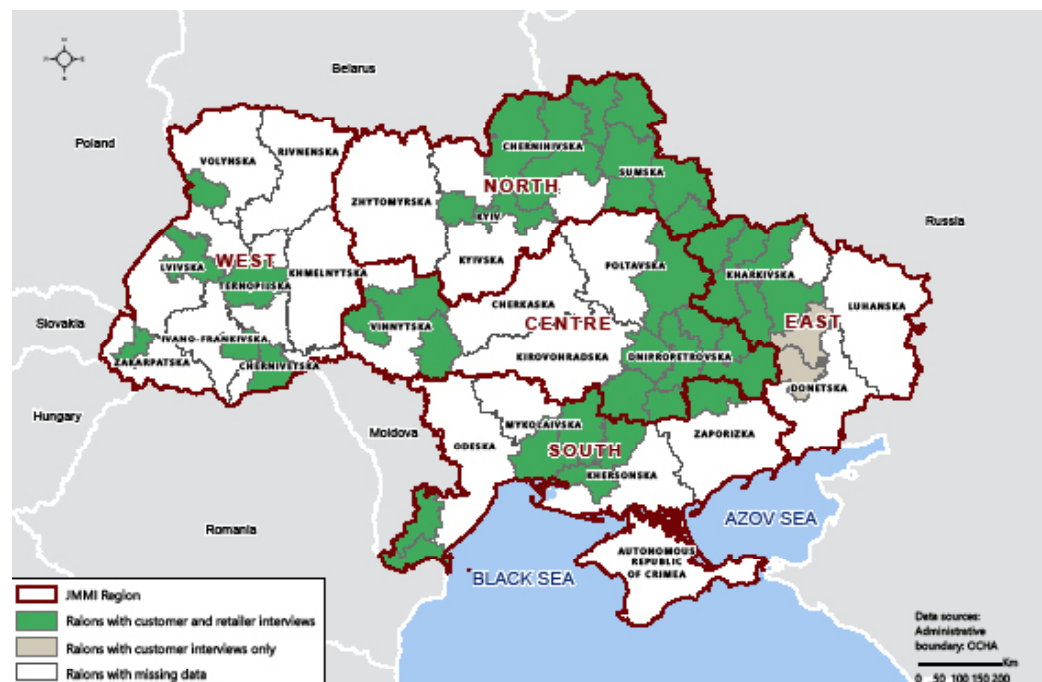 Belarus
Poland
RIVNENSKA
VOLYNSKA
CHERNIHIVSKA
SUMSKA
NORTH
ZHYTOMYRSKA
KYIV
Russia
WEST
LVIVSKA
KHMELNYTSKA
KYIVSKA
POLTAVSKA
KHARKIVSKA
TERNOPILSKA
LUHANSKA
CHERKASKA
Slovakia
VINNYTSKA
CENTRE
EAST
IVANO-FRANKIVSKA
ZAKARPATSKA
CHERNIVETSKA
KIROVOHRADSKA
DNIPROPETROVSKA
DONETSKA
Hungary
Moldova
MYKOLAIVSKA
ODESKA
ZAPORIZKA
SOUTH
KHERSONSKA
AZOV SEA
Romania
BLACK SEA
AUTONOMOUS
REPUBLIC
OF CRIMEA
JMMI Region
Raions with customer and retailer interviews
Raions with customer interviews only
Raions with missing data
Data sources:
Administrative
boundary: OCHA
Km
0 50 100 150 200